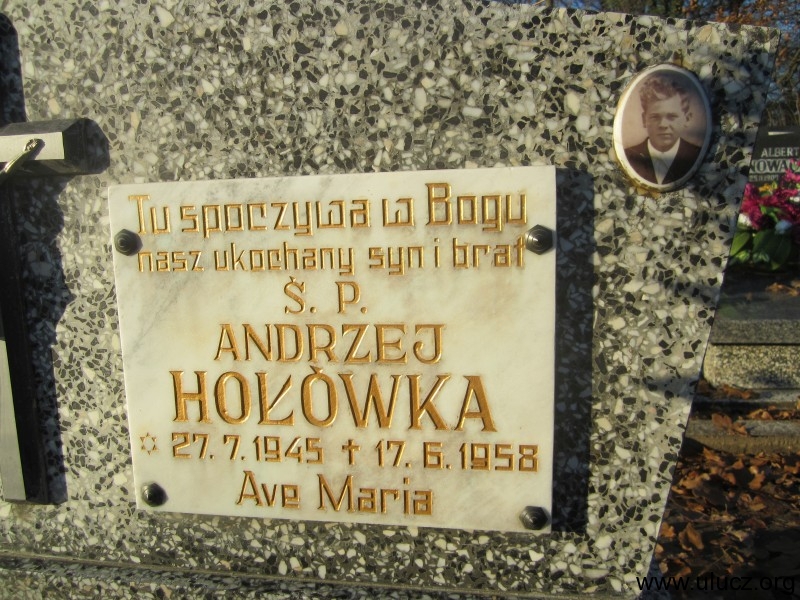 Tu spoczywa w Bogu
nasz ukochany syn i brat
Ś. P.
ANDRZEJ
HOŁÓWKA
✡ 27. 7. 1945 ✝ 17. 6. 1958
Ave Maria
ALBERT
NOWAK
www.ulucz.org